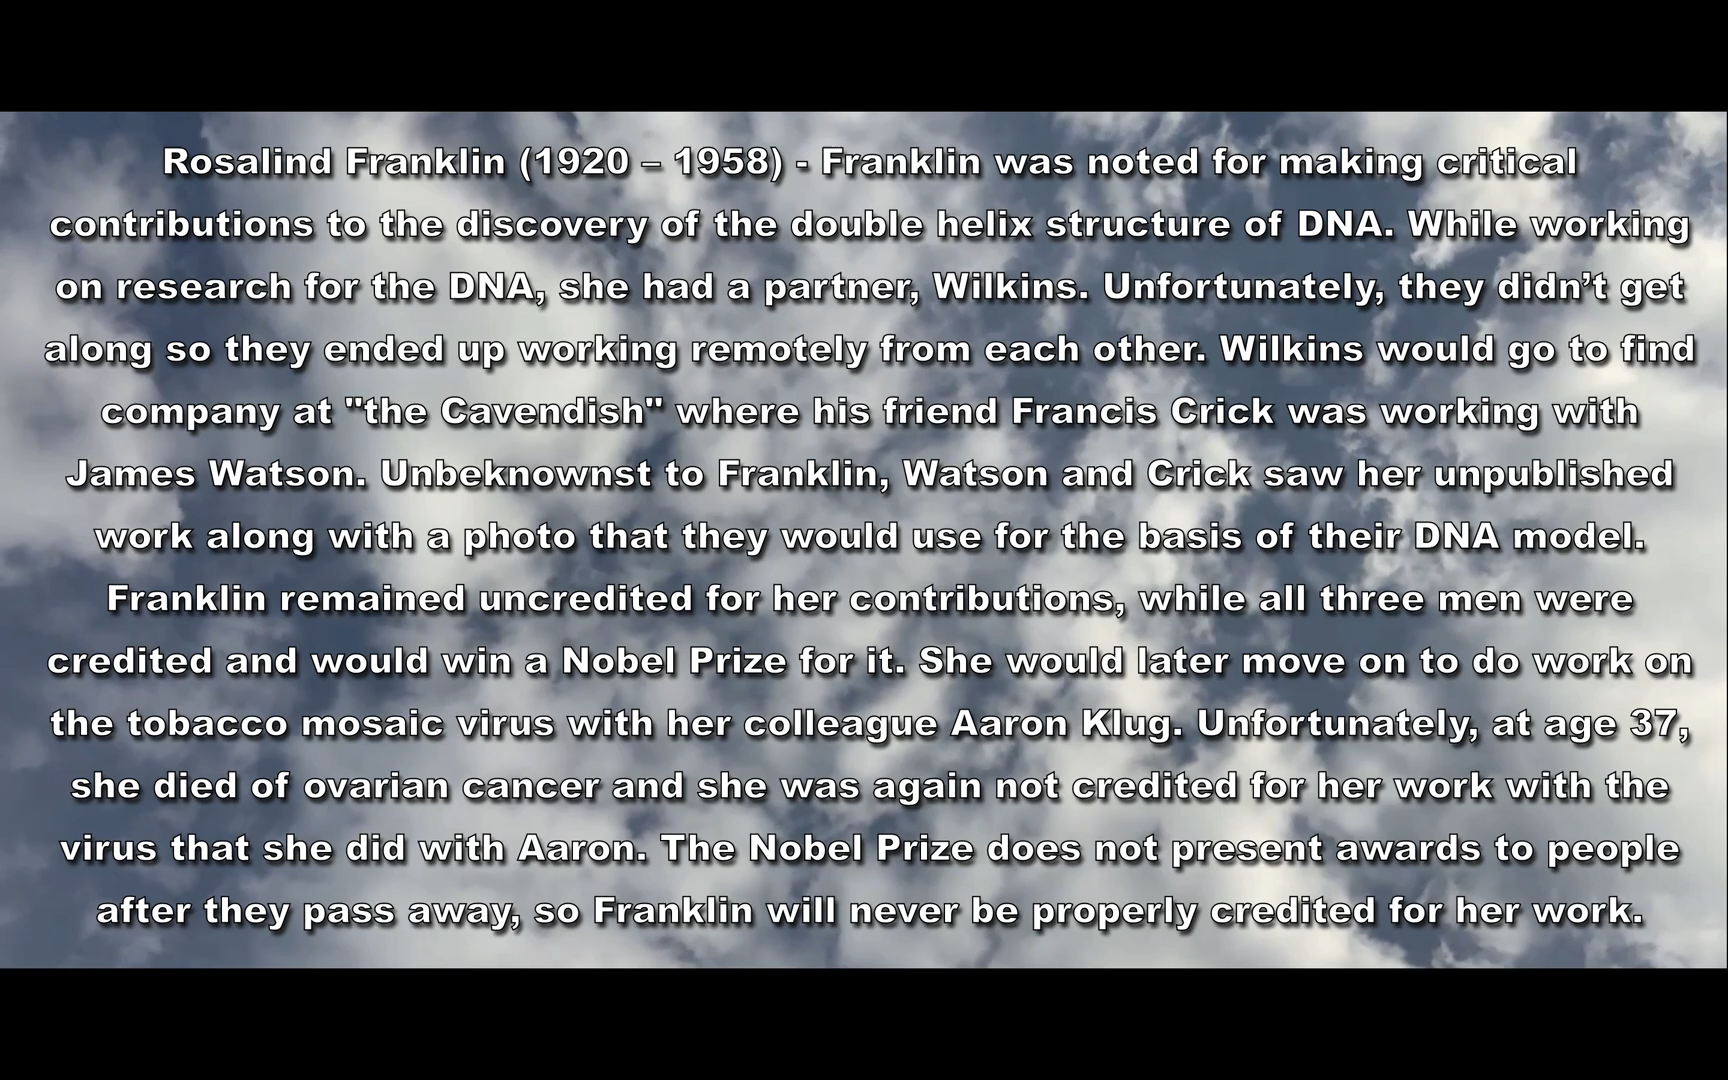 Rosalind Franklin (1920 – 1958) - Franklin was noted for making critical
contributions to the discovery of the double helix structure of DNA. While working
on research for the DNA, she had a partner, Wilkins. Unfortunately, they didn’t get
along so they ended up working remotely from each other. Wilkins would go to find
company at "the Cavendish" where his friend Francis Crick was working with
James Watson. Unbeknownst to Franklin, Watson and Crick saw her unpublished
work along with a photo that they would use for the basis of their DNA model.
Franklin remained uncredited for her contributions, while all three men were
credited and would win a Nobel Prize for it. She would later move on to do work on
the tobacco mosaic virus with her colleague Aaron Klug. Unfortunately, at age 37,
she died of ovarian cancer and she was again not credited for her work with the
virus that she did with Aaron. The Nobel Prize does not present awards to people
after they pass away, so Franklin will never be properly credited for her work.